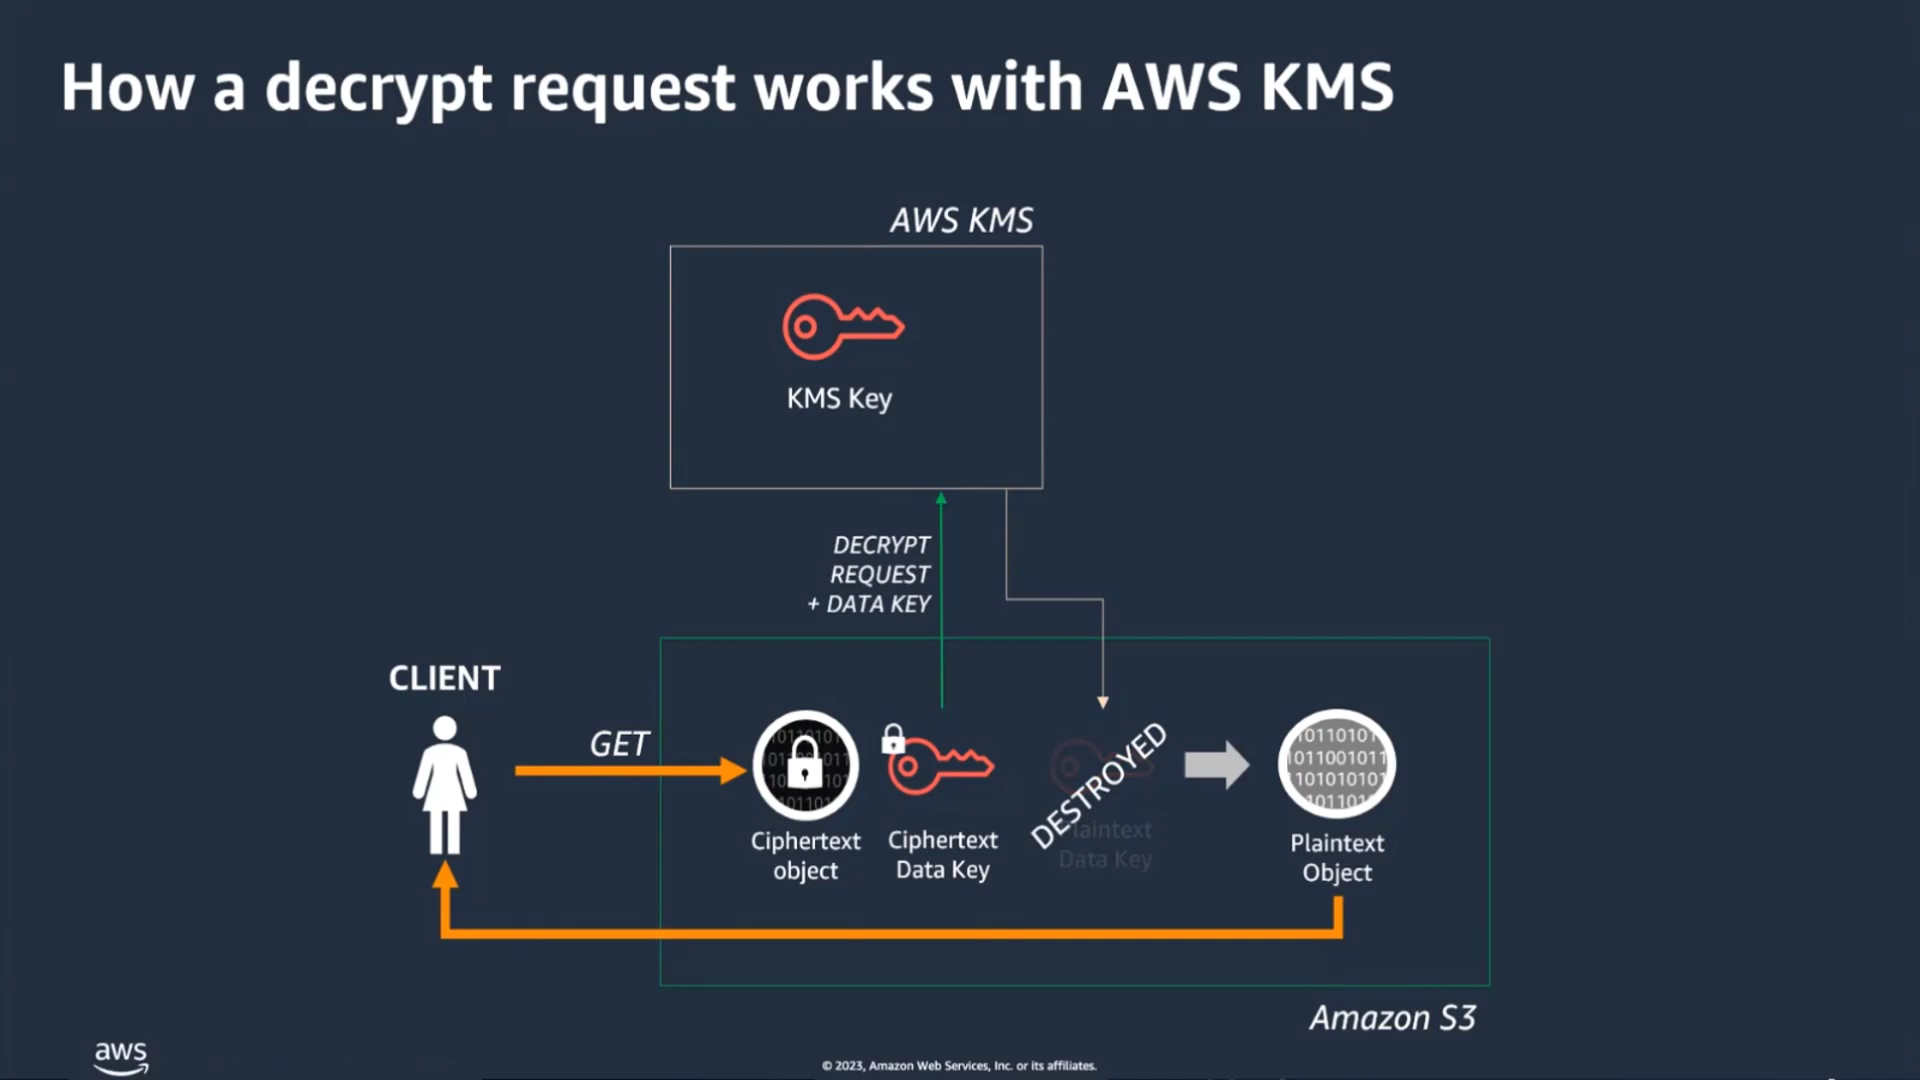 How a decrypt request works with AWS KMS
AWS KMS
KMS Key
DECRYPT
REQUEST
+ DATA KEY
CLIENT
GET
Ciphertext
object
Ciphertext
Data Key
DESTROYED
Plaintext
Data Key
Plaintext
Object
Amazon S3
aws
© 2023, Amazon Web Services, Inc. or its affiliates.